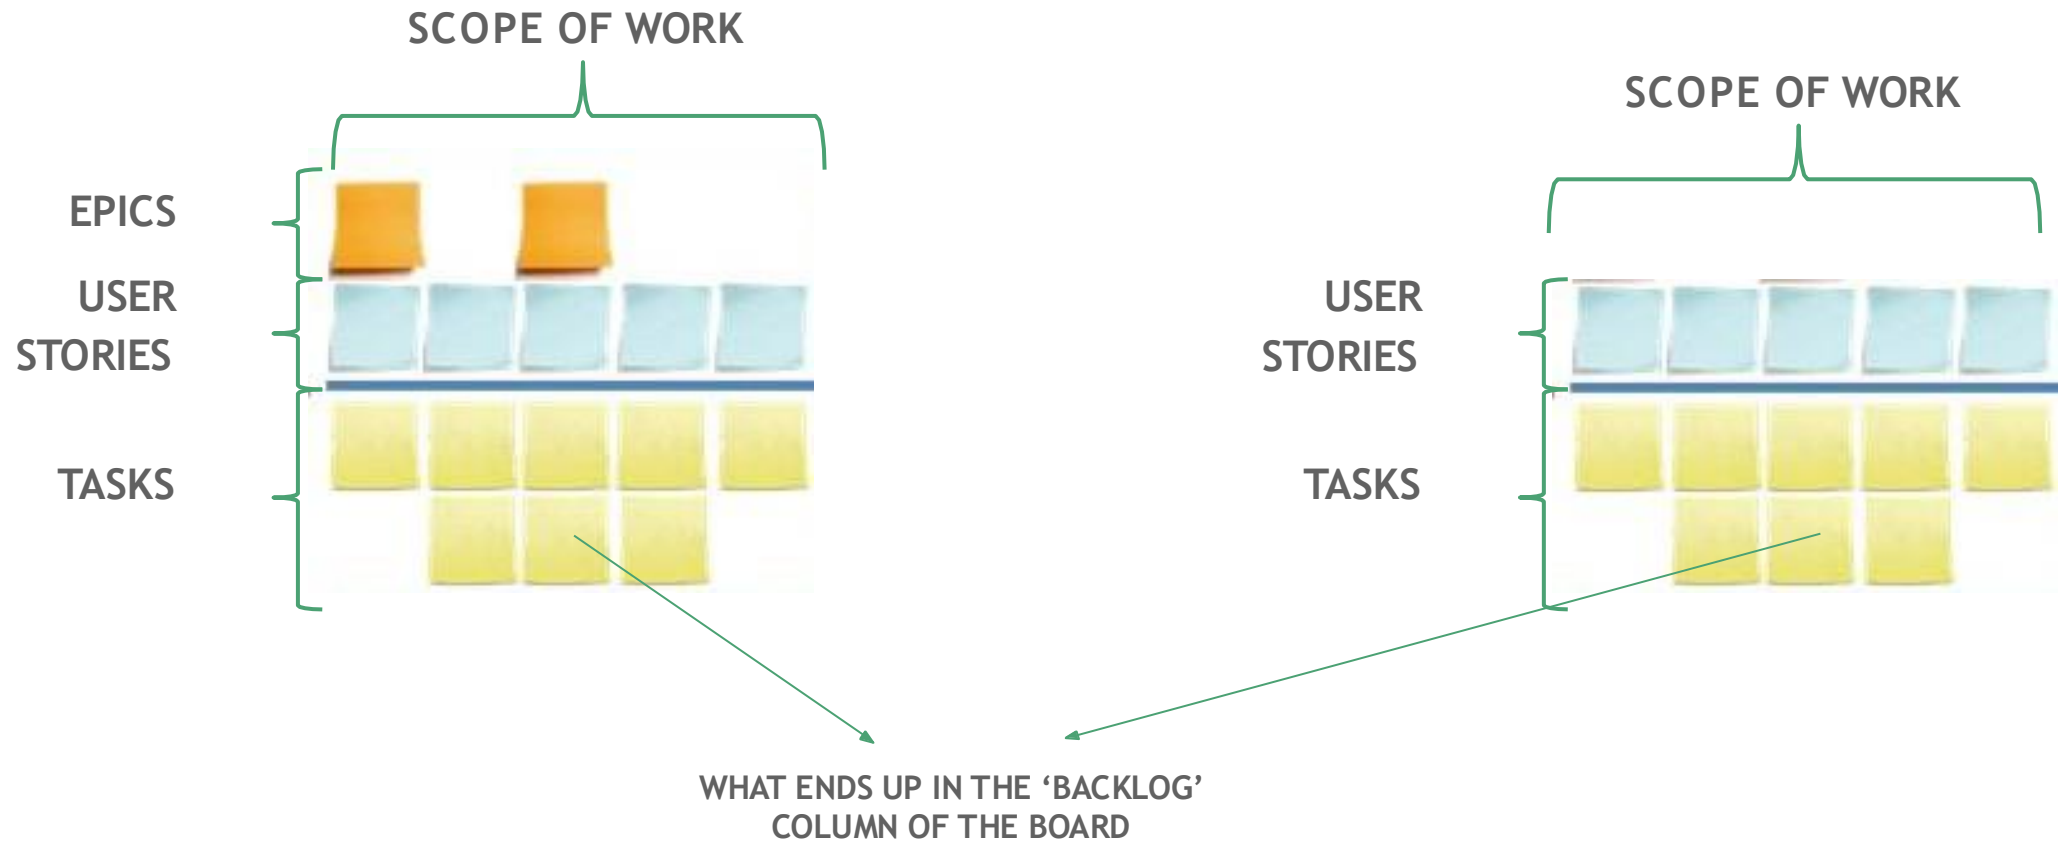 SCOPE OF WORK
EPICS
USER
STORIES
TASKS
SCOPE OF WORK
USER
STORIES
TASKS
WHAT ENDS UP IN THE ‘BACKLOG’
COLUMN OF THE BOARD